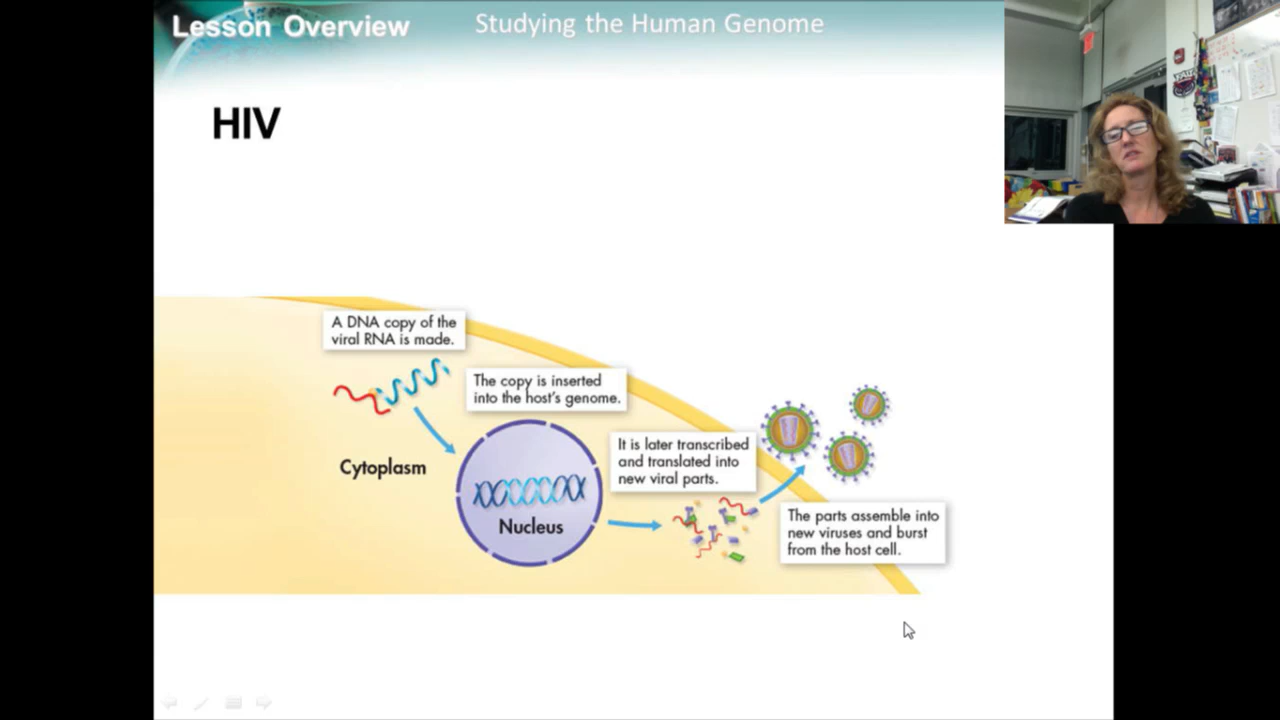 Lesson Overview
Studying the Human Genome
HIV
A DNA copy of the
viral RNA is made.
The copy is inserted
into the host's genome.
Cytoplasm
Nucleus
It is later transcribed
and translated into
new viral parts.
The parts assemble into
new viruses and burst
from the host cell.